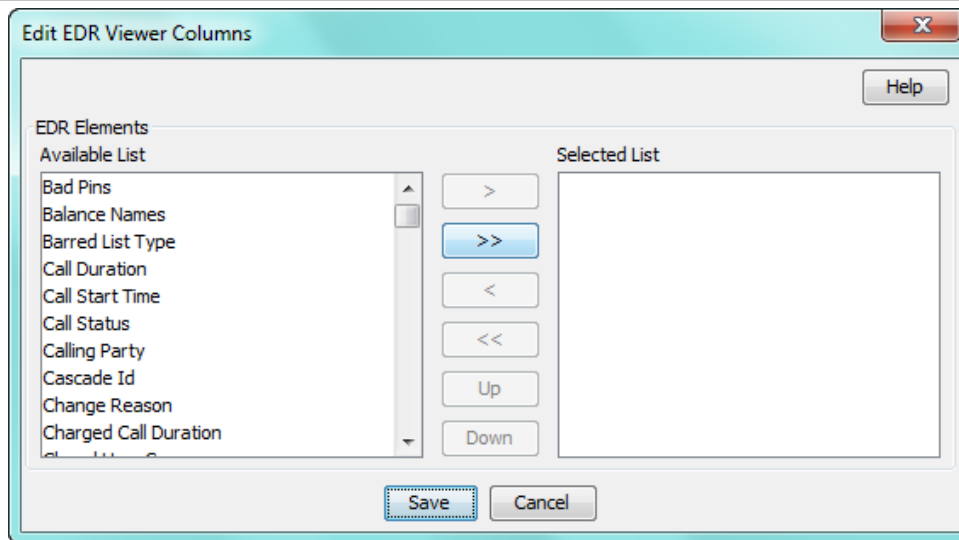 Edit EDR Viewer Columns
Help
EDR Elements
Available List
Selected List
Bad Pins
Balance Names
Barred List Type
Call Duration
Call Start Time
Call Status
Calling Party
Cascade Id
Change Reason
Charged Call Duration
>
>>
<
<<
Up
Down
Save
Cancel